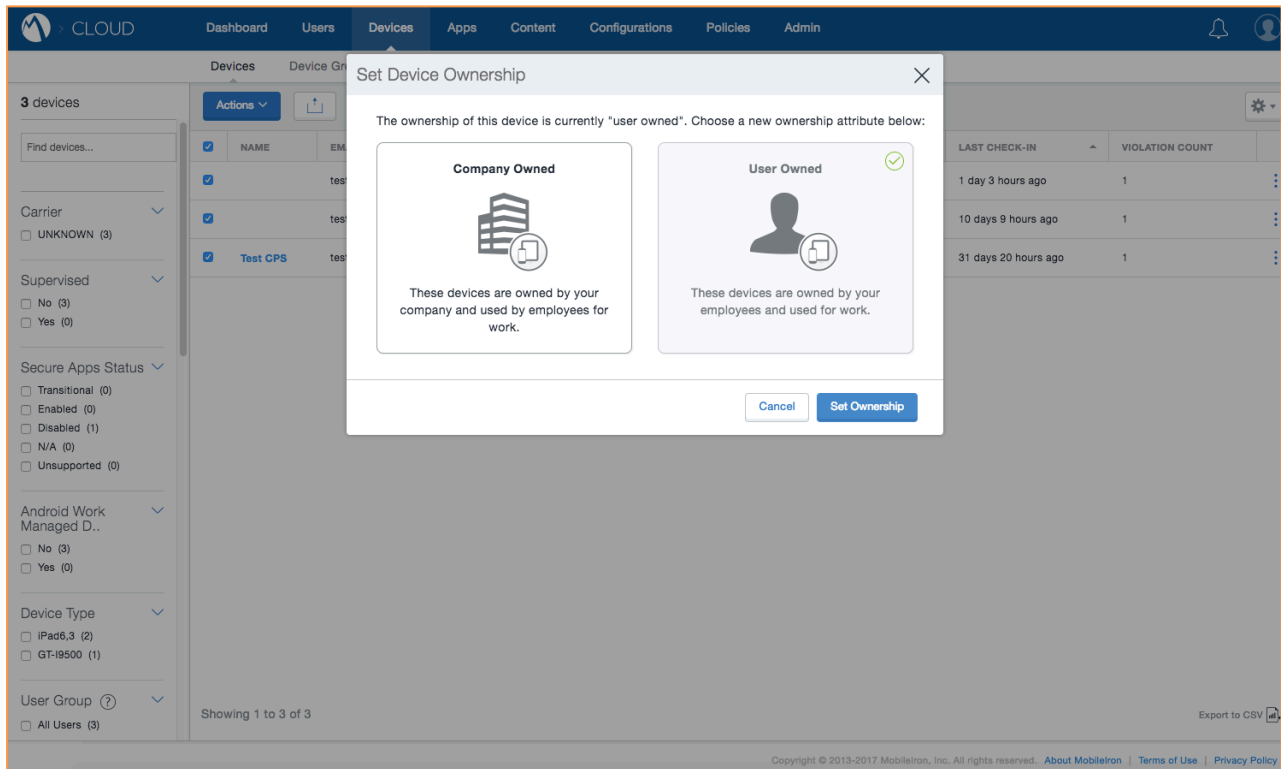 CLOUD
Dashboard Users Devices Apps Content Configurations Policies Admin
Devices Device Gr
3 devices
Find devices...
Carrier
UNKNOWN (3)
Supervised
No (3)
Yes (0)
Secure Apps Status
Transitional (0)
Enabled (0)
Disabled (1)
N/A (0)
Unsupported (0)
Android Work
Managed D..
No (3)
Yes (0)
Device Type
iPad6,3 (2)
GT-I9500 (1)
User Group ?
All Users (3)
Actions
NAME EM LAST CHECK-IN VIOLATION COUNT
tes 1 day 3 hours ago 1
tes 10 days 9 hours ago 1
Test CPS tes 31 days 20 hours ago 1
Set Device Ownership
The ownership of this device is currently "user owned". Choose a new ownership attribute below:
Company Owned
These devices are owned by your
company and used by employees for
work.
User Owned
These devices are owned by your
employees and used for work.
Cancel Set Ownership
Showing 1 to 3 of 3
Export to CSV
Copyright © 2013-2017 MobileIron, Inc. All rights reserved. About MobileIron | Terms of Use | Privacy Policy